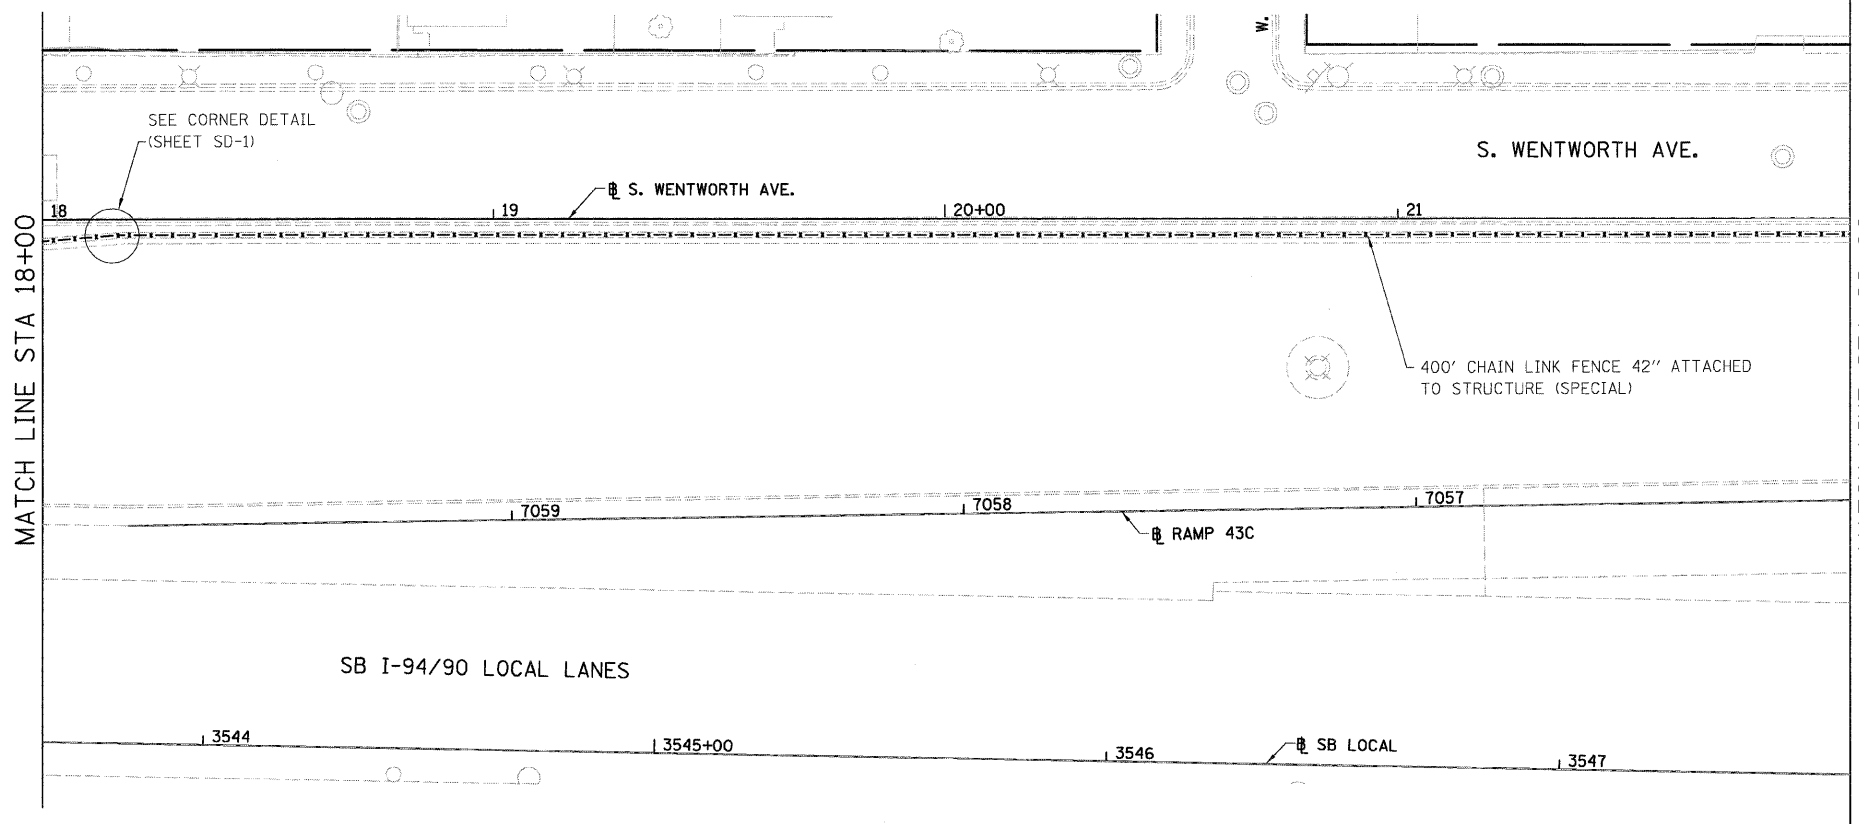 W.
SEE CORNER DETAIL
(SHEET SD-1)
S. WENTWORTH AVE.
℄ S. WENTWORTH AVE.
18
19
20+00
21
MATCH LINE STA 18+00
400' CHAIN LINK FENCE 42" ATTACHED
TO STRUCTURE (SPECIAL)
7059
7058
7057
BL RAMP 43C
SB I-94/90 LOCAL LANES
3544
3545+00
3546
BL SB LOCAL
3547